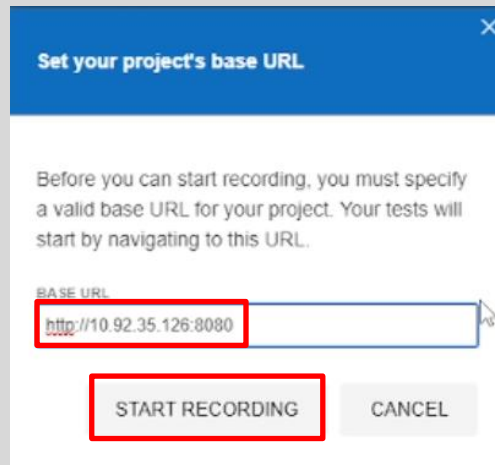 Set your project's base URL
Before you can start recording, you must specify
a valid base URL for your project. Your tests will
start by navigating to this URL.
BASE URL
http://10.92.35.126:8080
START RECORDING
CANCEL